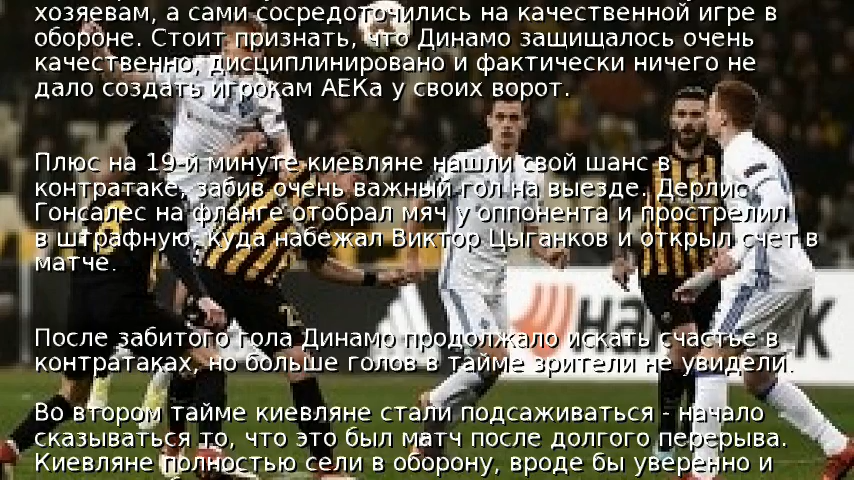 хозяевам, а сами сосредоточились на качественной игре в
обороне. Стоит признать, что Динамо защищалось очень
качественно, дисциплинировано и фактически ничего не
дало создать игрокам АЕКа у своих ворот.
Плюс на 19-й минуте киевляне нашли свой шанс в
контратаке, забив очень важный гол на выезде. Дерлис
Гонсалес на фланге отобрал мяч у оппонента и прострелил
в штрафную, куда набежал Виктор Цыганков и открыл счет в
матче.
После забитого гола Динамо продолжало искать счастье в
контратаках, но больше голов в тайме зрители не увидели.
Во втором тайме киевляне стали подсаживаться - начало
сказываться то, что это был матч после долгого перерыва.
Киевляне полностью сели в оборону, вроде бы уверенно и